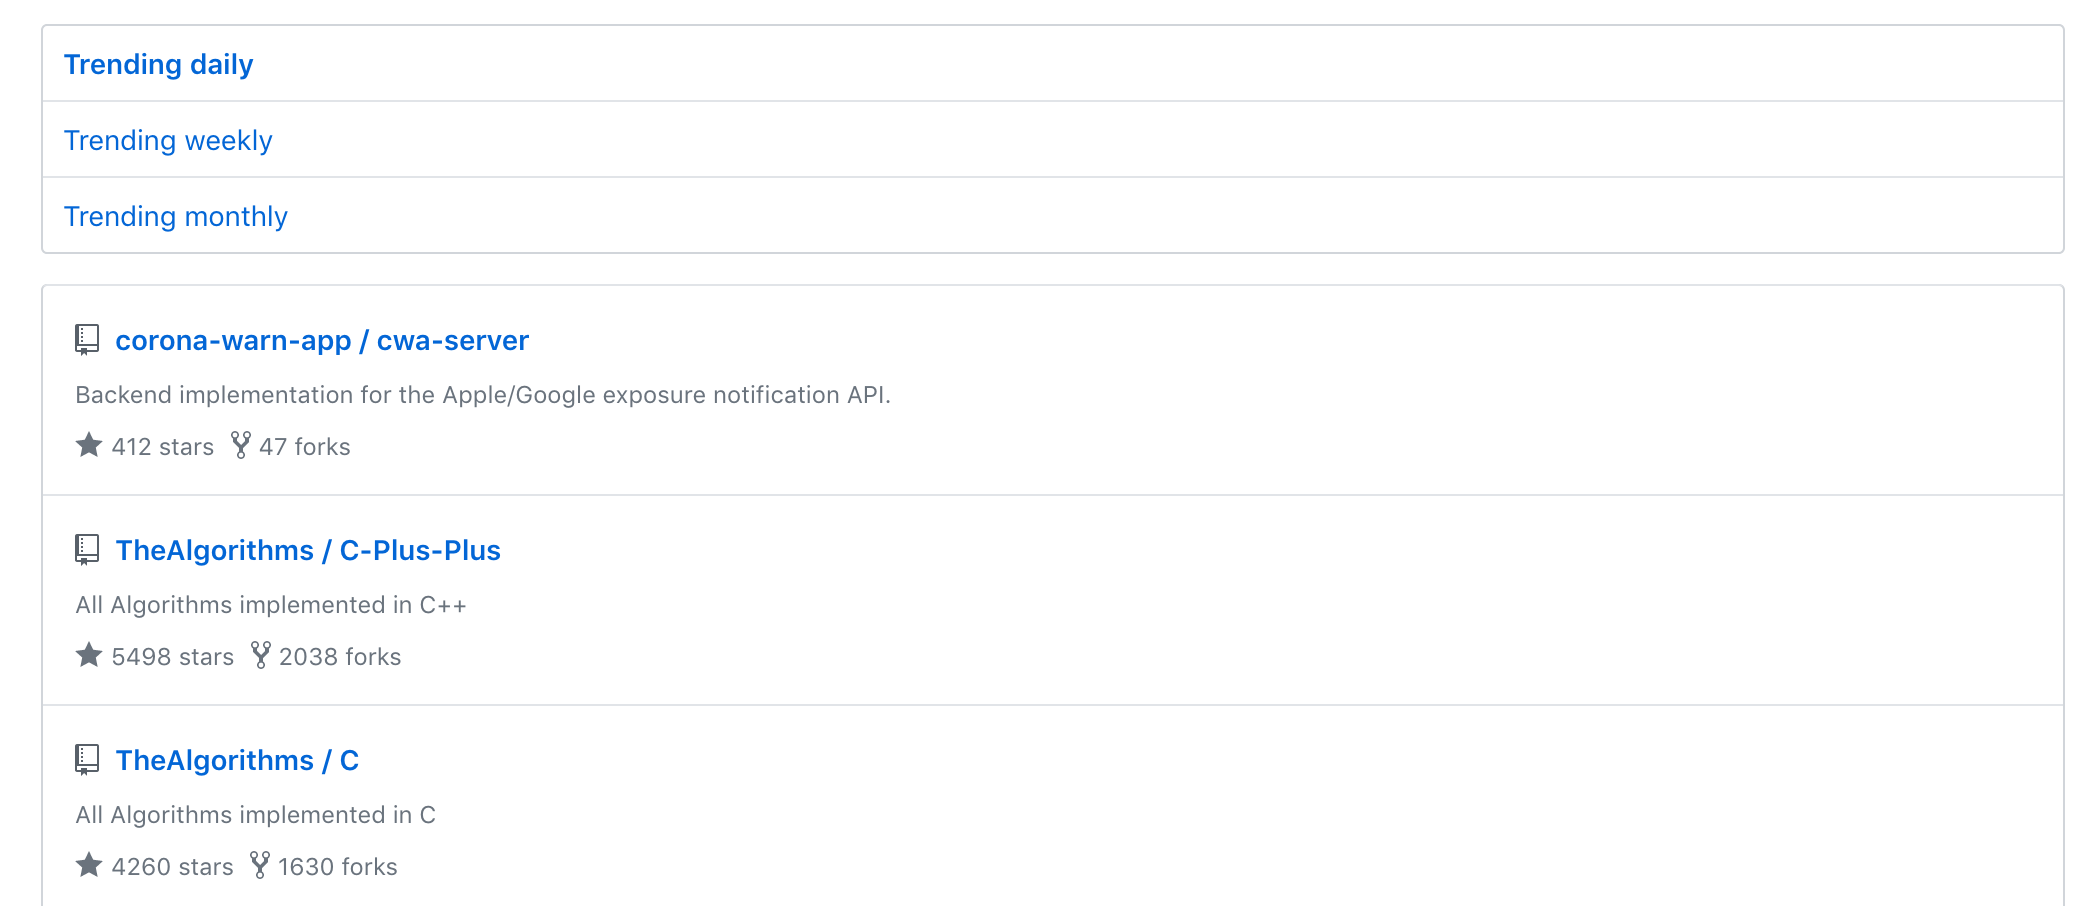 Trending daily
Trending weekly
Trending monthly
corona-warn-app / cwa-server
Backend implementation for the Apple/Google exposure notification API.
412 stars 47 forks
TheAlgorithms / C-Plus-Plus
All Algorithms implemented in C++
5498 stars 2038 forks
TheAlgorithms / C
All Algorithms implemented in C
4260 stars 1630 forks